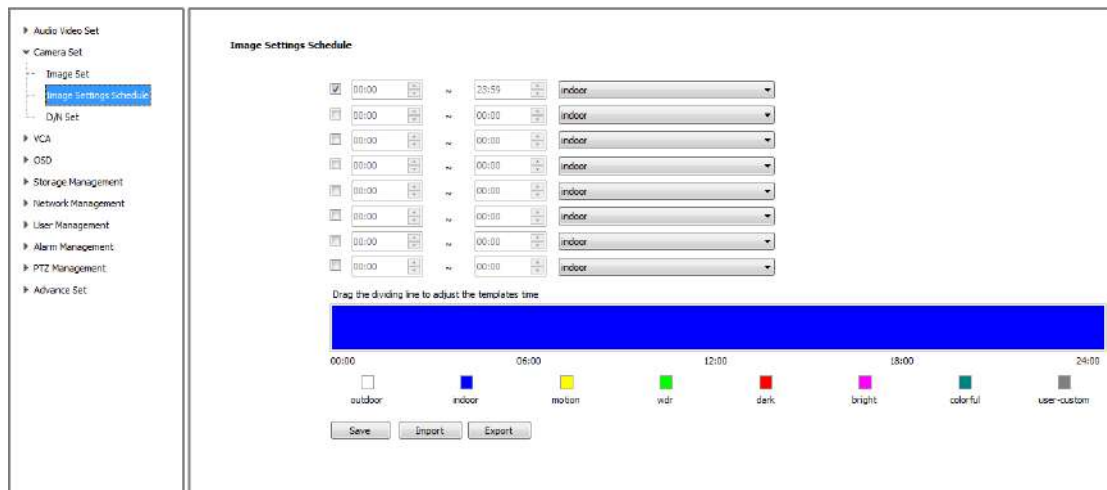 Audio Video Set
Camera Set
Image Set
Image Settings Schedule
D/N Set
VCA
OSD
Storage Management
Network Management
User Management
Alarm Management
PTZ Management
Advance Set
Image Settings Schedule
00:00 ~ 23:59 indoor
00:00 ~ 00:00 indoor
00:00 ~ 00:00 indoor
00:00 ~ 00:00 indoor
00:00 ~ 00:00 indoor
00:00 ~ 00:00 indoor
00:00 ~ 00:00 indoor
00:00 ~ 00:00 indoor
Drag the dividing line to adjust the templates time
00:00 06:00 12:00 18:00 24:00
outdoor indoor motion wdr dark bright colorful user-custom
Save Import Export